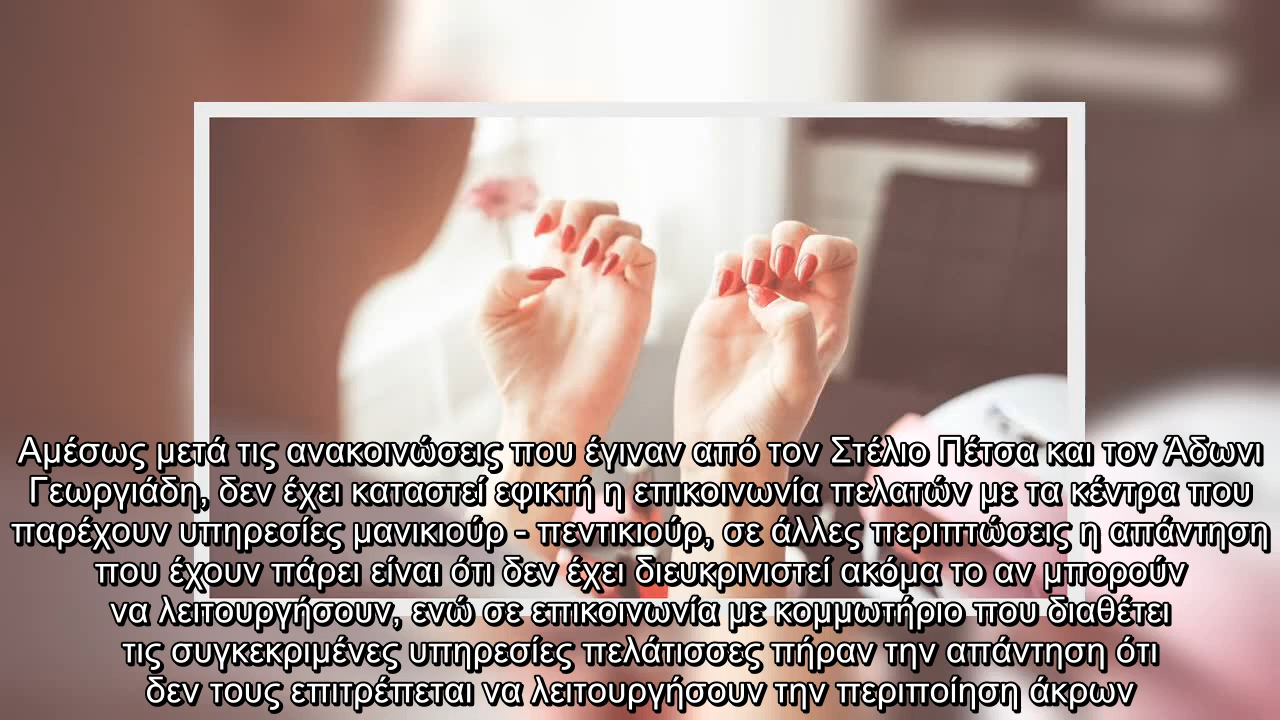 Αμέσως μετά τις ανακοινώσεις που έγιναν από τον Στέλιο Πέτσα και τον Άδωνι
Γεωργιάδη, δεν έχει καταστεί εφικτή η επικοινωνία πελατών με τα κέντρα που
παρέχουν υπηρεσίες μανικιούρ - πεντικιούρ, σε άλλες περιπτώσεις η απάντηση
που έχουν πάρει είναι ότι δεν έχει διευκρινιστεί ακόμα το αν μπορούν
να λειτουργήσουν, ενώ σε επικοινωνία με κομμωτήριο που διαθέτει
τις συγκεκριμένες υπηρεσίες πελάτισσες πήραν την απάντηση ότι
δεν τους επιτρέπεται να λειτουργήσουν την περιποίηση άκρων